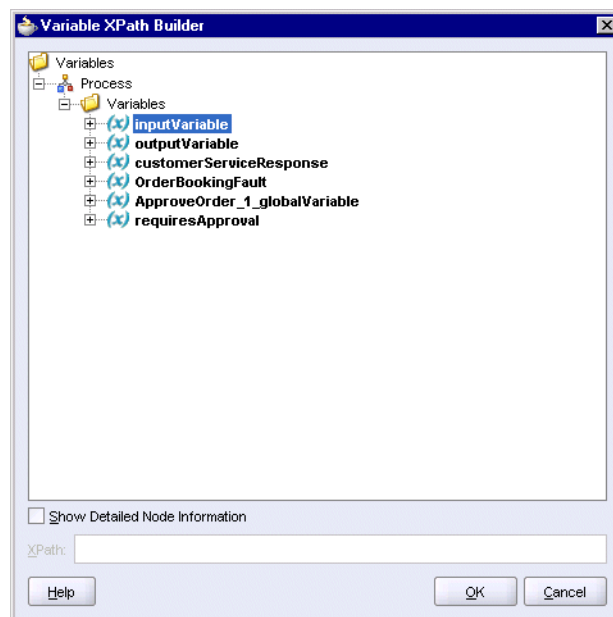 Variable XPath Builder
Variables
Process
Variables
(x) inputVariable
(x) outputVariable
(x) customerServiceResponse
(x) OrderBookingFault
(x) ApproveOrder_1_globalVariable
(x) requiresApproval
Show Detailed Node Information
XPath:
Help OK Cancel